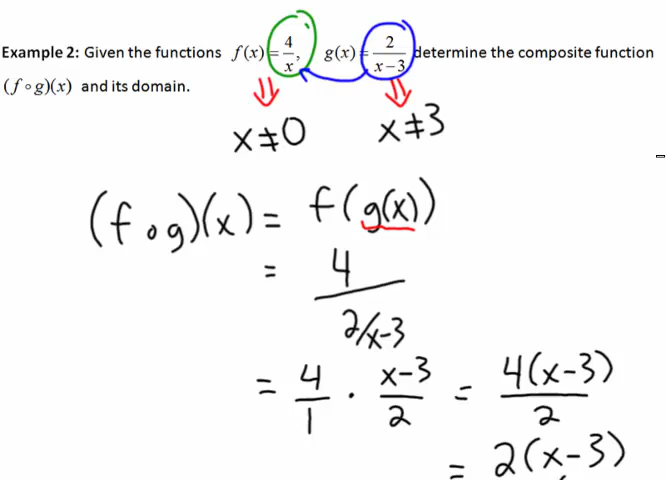 Example 2: Given the functions f(x) = 4/x, g(x) = 2/(x−3) determine the composite function
(f ∘ g)(x) and its domain.
x ≠ 0 x ≠ 3
(f ∘ g)(x) = f(g(x))
= 4/(2/x−3)
= 4/1 · (x−3)/2 = 4(x−3)/2
= 2(x−3)